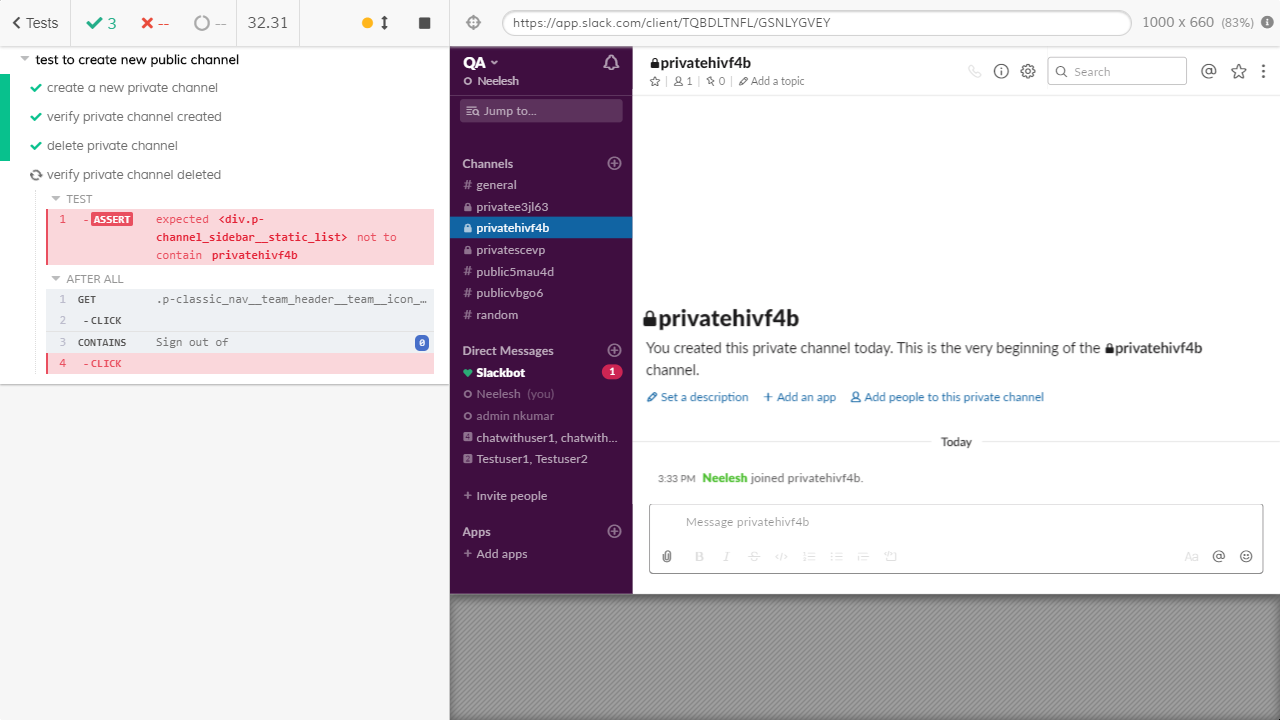 Tests
3
--
--
32.31
https://app.slack.com/client/TQBDLTNFL/GSNLYGVEY
1000 x 660 (83%)
test to create new public channel
create a new private channel
verify private channel created
delete private channel
verify private channel deleted
TEST
1 - ASSERT expected <div.p-
channel_sidebar__static_list> not to
contain privatehivf4b
AFTER ALL
1 GET .p-classic_nav__team_header__team__icon_…
2 - CLICK
3 CONTAINS Sign out of 0
4 - CLICK
QA
Neelesh
Jump to...
Channels
# general
privatee3jl63
privatehivf4b
privatescevp
# public5mau4d
# publicvbgo6
# random
Direct Messages
Slackbot 1
Neelesh (you)
admin nkumar
4 chatwithuser1, chatwith...
2 Testuser1, Testuser2
+ Invite people
Apps
+ Add apps
privatehivf4b
1 | 0 | Add a topic
Search
privatehivf4b
You created this private channel today. This is the very beginning of the privatehivf4b
channel.
Set a description + Add an app Add people to this private channel
Today
3:33 PM Neelesh joined privatehivf4b.
Message privatehivf4b
B I S </> Aa @